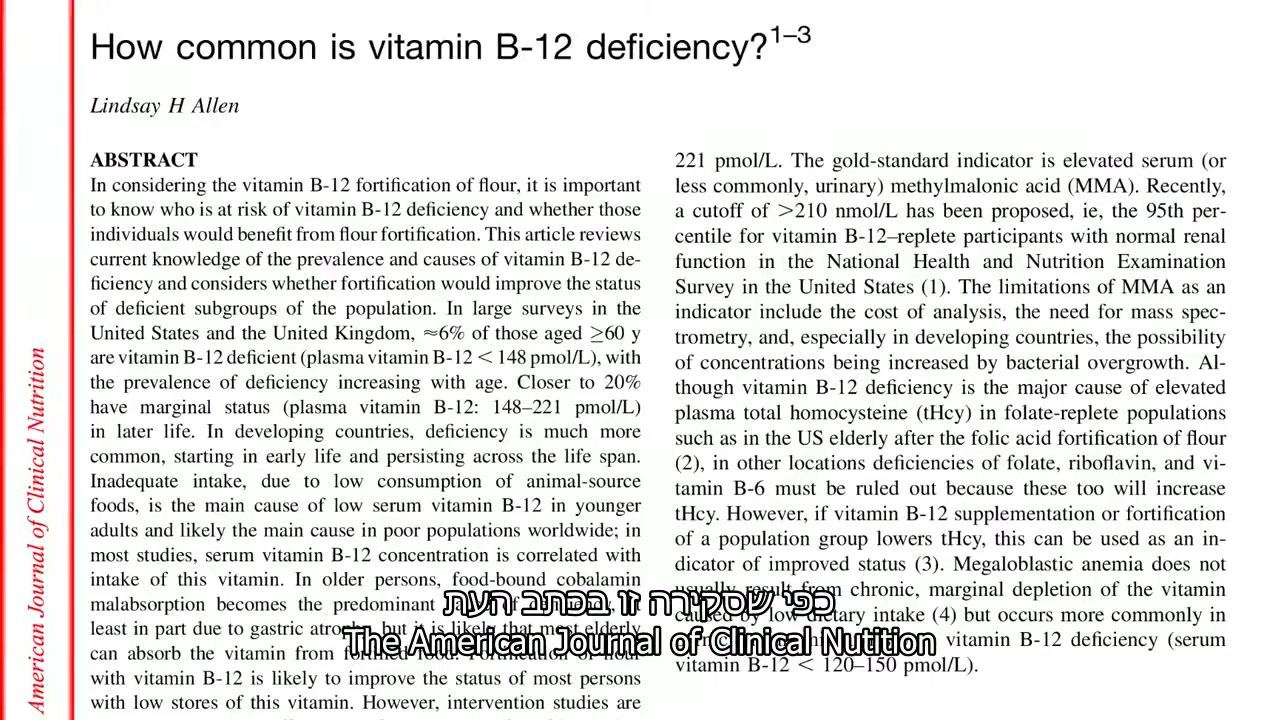 How common is vitamin B-12 deficiency?1–3
Lindsay H Allen
ABSTRACT
In considering the vitamin B-12 fortification of flour, it is important
to know who is at risk of vitamin B-12 deficiency and whether those
individuals would benefit from flour fortification. This article reviews
current knowledge of the prevalence and causes of vitamin B-12 de-
ficiency and considers whether fortification would improve the status
of deficient subgroups of the population. In large surveys in the
United States and the United Kingdom, ≈6% of those aged ≥60 y
are vitamin B-12 deficient (plasma vitamin B-12 < 148 pmol/L), with
the prevalence of deficiency increasing with age. Closer to 20%
have marginal status (plasma vitamin B-12: 148–221 pmol/L)
in later life. In developing countries, deficiency is much more
common, starting in early life and persisting across the life span.
Inadequate intake, due to low consumption of animal-source
foods, is the main cause of low serum vitamin B-12 in younger
adults and likely the main cause in poor populations worldwide; in
most studies, serum vitamin B-12 concentration is correlated with
intake of this vitamin. In older persons, food-bound cobalamin
malabsorption becomes the predominant
least in part due to gastric but it is likely that most elderly
can absorb the vitamin from
with vitamin B-12 is likely to improve the status of most persons
with low stores of this vitamin. However, intervention studies are
221 pmol/L. The gold-standard indicator is elevated serum (or
less commonly, urinary) methylmalonic acid (MMA). Recently,
a cutoff of >210 nmol/L has been proposed, ie, the 95th per-
centile for vitamin B-12–replete participants with normal renal
function in the National Health and Nutrition Examination
Survey in the United States (1). The limitations of MMA as an
indicator include the cost of analysis, the need for mass spec-
trometry, and, especially in developing countries, the possibility
of concentrations being increased by bacterial overgrowth. Al-
though vitamin B-12 deficiency is the major cause of elevated
plasma total homocysteine (tHcy) in folate-replete populations
such as in the US elderly after the folic acid fortification of flour
(2), in other locations deficiencies of folate, riboflavin, and vi-
tamin B-6 must be ruled out because these too will increase
tHcy. However, if vitamin B-12 supplementation or fortification
of a population group lowers tHcy, this can be used as an in-
dicator of improved status (3). Megaloblastic anemia does not
usually result from chronic, marginal depletion of the vitamin
caused by low dietary intake (4) but occurs more commonly in
vitamin B-12 deficiency (serum
vitamin B-12 < 120–150 pmol/L).
American Journal of Clinical Nutrition
כפי שסקירה זו בכתב העת
The American Journal of Clinical Nutition